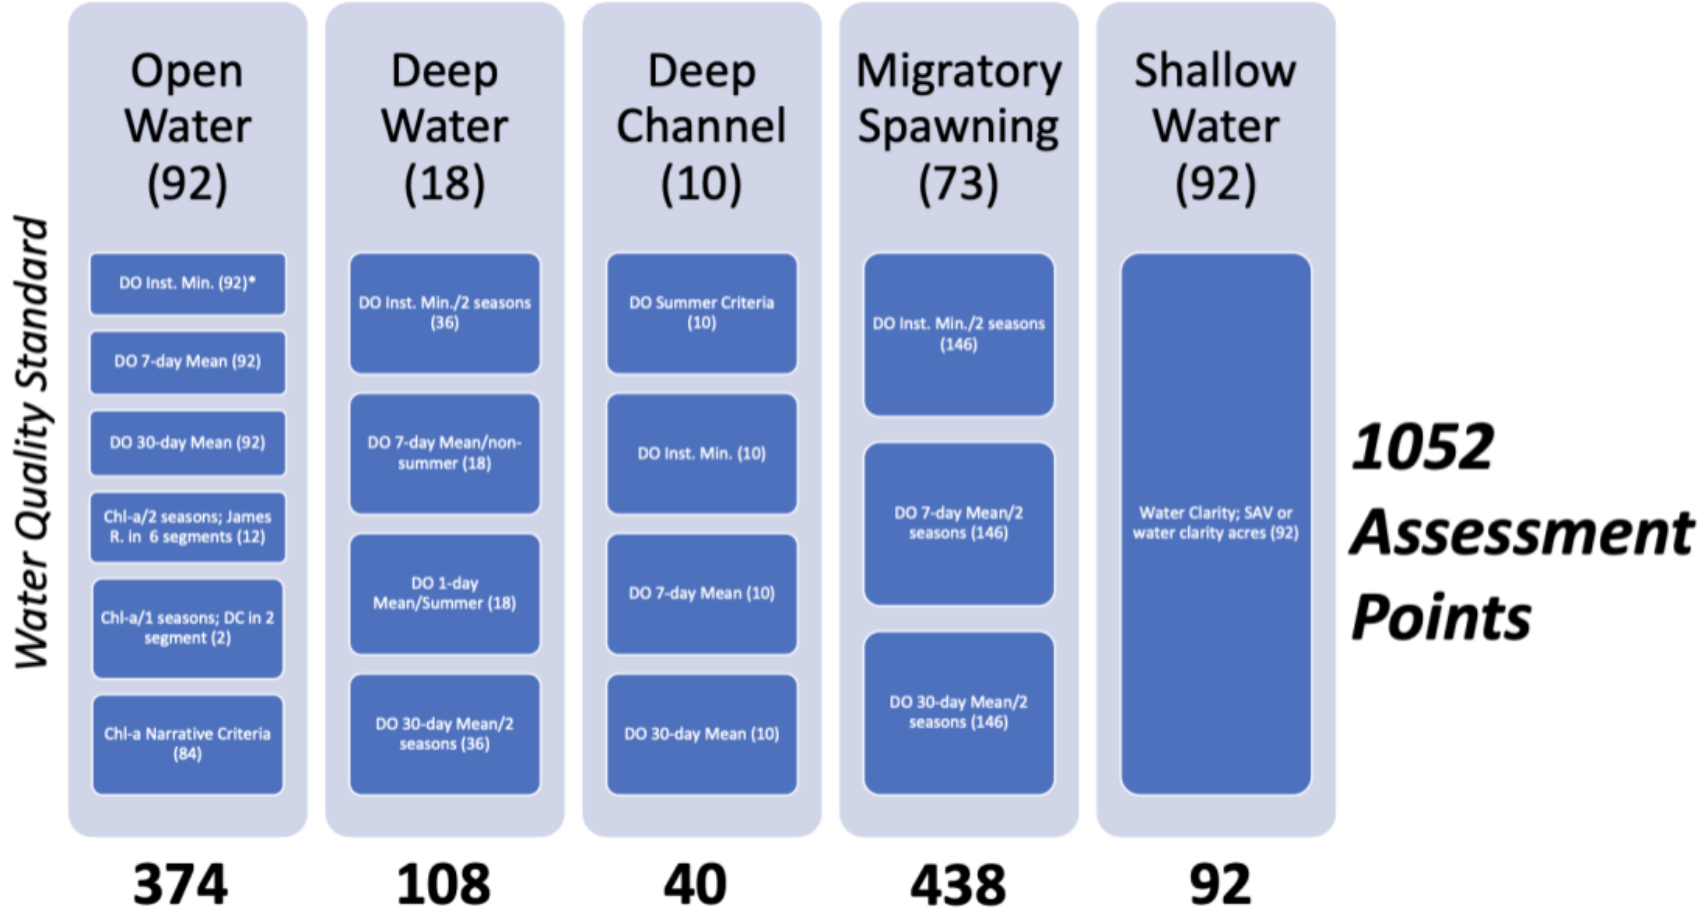 Water Quality Standard
Open
Water
(92)
DO Inst. Min. (92)*
DO 7-day Mean (92)
DO 30-day Mean (92)
Chl-a/2 seasons; James
R. in 6 segments (12)
Chl-a/1 seasons; DC in 2
segment (2)
Chl-a Narrative Criteria
(84)
374
Deep
Water
(18)
DO Inst. Min./2 seasons
(36)
DO 7-day Mean/non-
summer (18)
DO 1-day
Mean/Summer (18)
DO 30-day Mean/2
seasons (36)
108
Deep
Channel
(10)
DO Summer Criteria
(10)
DO Inst. Min. (10)
DO 7-day Mean (10)
DO 30-day Mean (10)
40
Migratory
Spawning
(73)
DO Inst. Min./2 seasons
(146)
DO 7-day Mean/2
seasons (146)
DO 30-day Mean/2
seasons (146)
438
Shallow
Water
(92)
Water Clarity; SAV or
water clarity acres (92)
92
1052
Assessment
Points